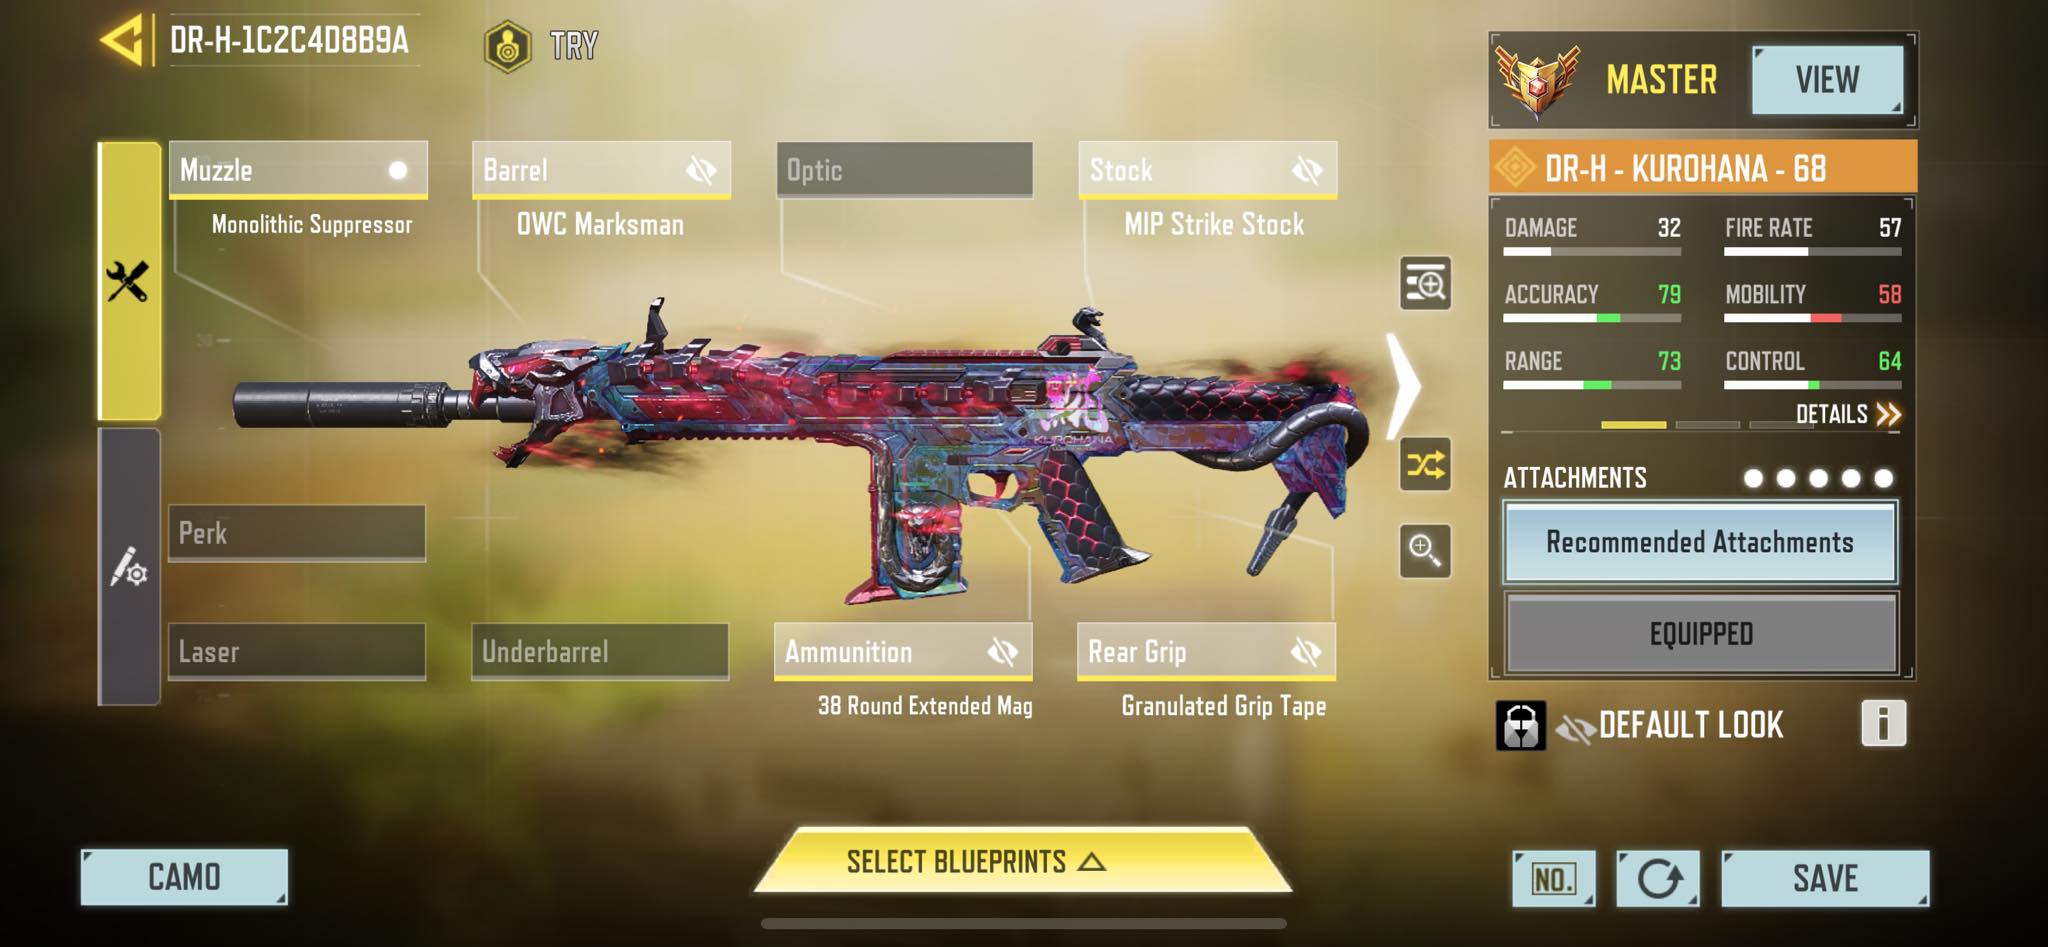 DR-H-1C2C4D8B9A
TRY
MASTER
VIEW
Muzzle
Monolithic Suppressor
Barrel
OWC Marksman
Optic
Stock
MIP Strike Stock
DR-H - KUROHANA - 68
DAMAGE 32
FIRE RATE 57
ACCURACY 79
MOBILITY 58
RANGE 73
CONTROL 64
DETAILS
KUROHANA
ATTACHMENTS
Recommended Attachments
EQUIPPED
Perk
Laser
Underbarrel
Ammunition
38 Round Extended Mag
Rear Grip
Granulated Grip Tape
DEFAULT LOOK
i
CAMO
SELECT BLUEPRINTS
NO.
SAVE